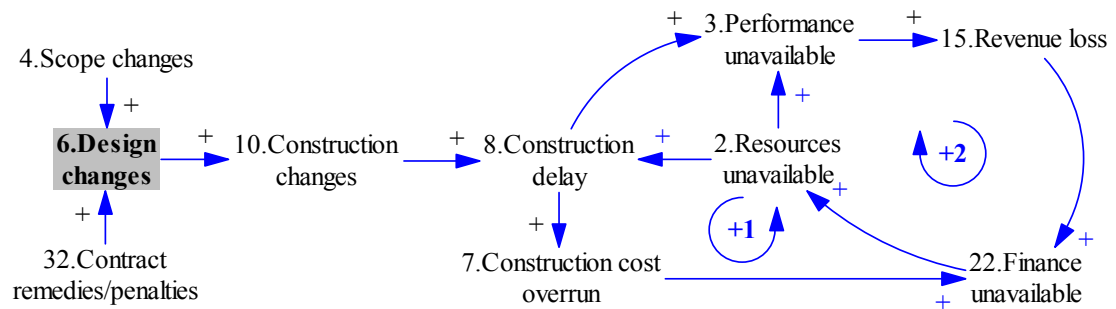 4.Scope changes
+
6.Design
changes
+
32.Contract
remedies/penalties
+
10.Construction
changes
+
8.Construction
delay
+
7.Construction cost
overrun
+
+
3.Performance
unavailable
+
2.Resources
unavailable
+
+
+
15.Revenue loss
+
22.Finance
unavailable
+
+1
+2